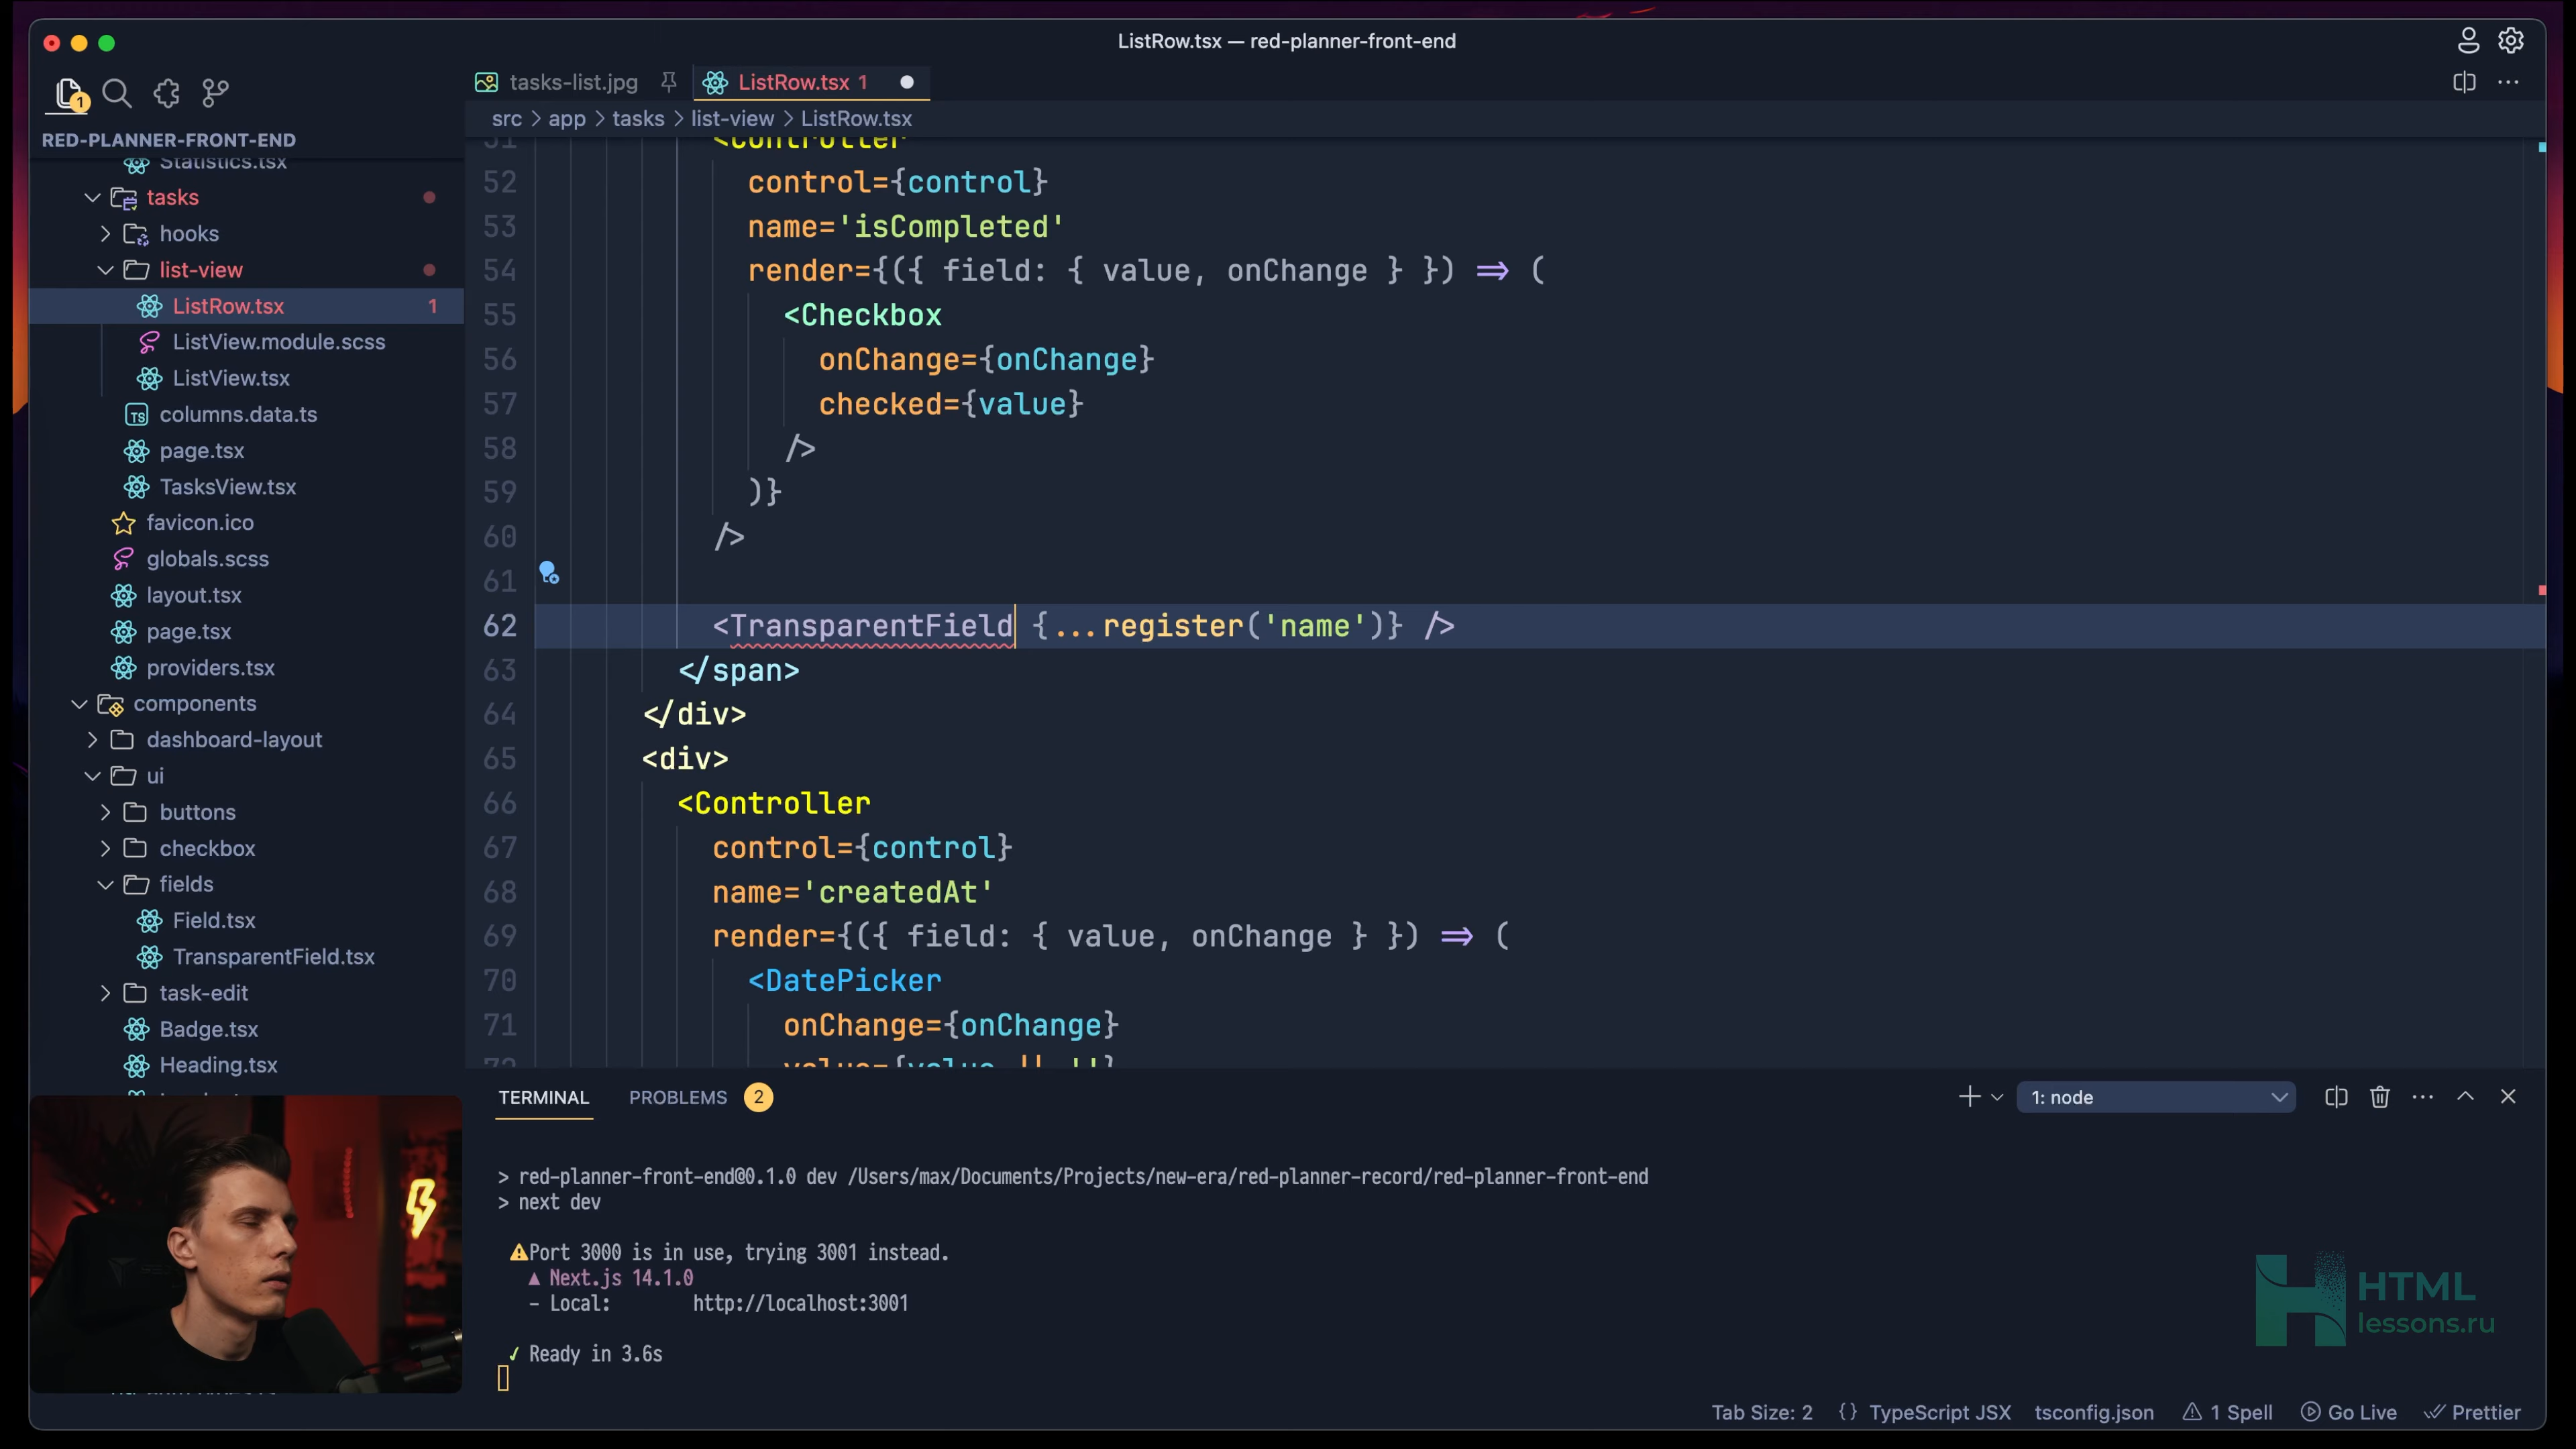 ListRow.tsx — red-planner-front-end
1
tasks-list.jpg
ListRow.tsx 1
RED-PLANNER-FRONT-END
src > app > tasks > list-view > ListRow.tsx
Statistics.tsx
tasks
hooks
list-view
ListRow.tsx 1
ListView.module.scss
ListView.tsx
columns.data.ts
page.tsx
TasksView.tsx
favicon.ico
globals.scss
layout.tsx
page.tsx
providers.tsx
components
dashboard-layout
ui
buttons
checkbox
fields
Field.tsx
TransparentField.tsx
task-edit
Badge.tsx
Heading.tsx
51 <Controller
52 control={control}
53 name='isCompleted'
54 render={({ field: { value, onChange } }) => (
55 <Checkbox
56 onChange={onChange}
57 checked={value}
58 />
59 )}
60 />
61
62 <TransparentField {...register('name')} />
63 </span>
64 </div>
65 <div>
66 <Controller
67 control={control}
68 name='createdAt'
69 render={({ field: { value, onChange } }) => (
70 <DatePicker
71 onChange={onChange}
72 value={value || ''}
TERMINAL
PROBLEMS 2
1: node
> red-planner-front-end@0.1.0 dev /Users/max/Documents/Projects/new-era/red-planner-record/red-planner-front-end
> next dev
⚠Port 3000 is in use, trying 3001 instead.
▲ Next.js 14.1.0
- Local: http://localhost:3001
✓ Ready in 3.6s
HTML
lessons.ru
Tab Size: 2
{} TypeScript JSX
tsconfig.json
1 Spell
Go Live
Prettier